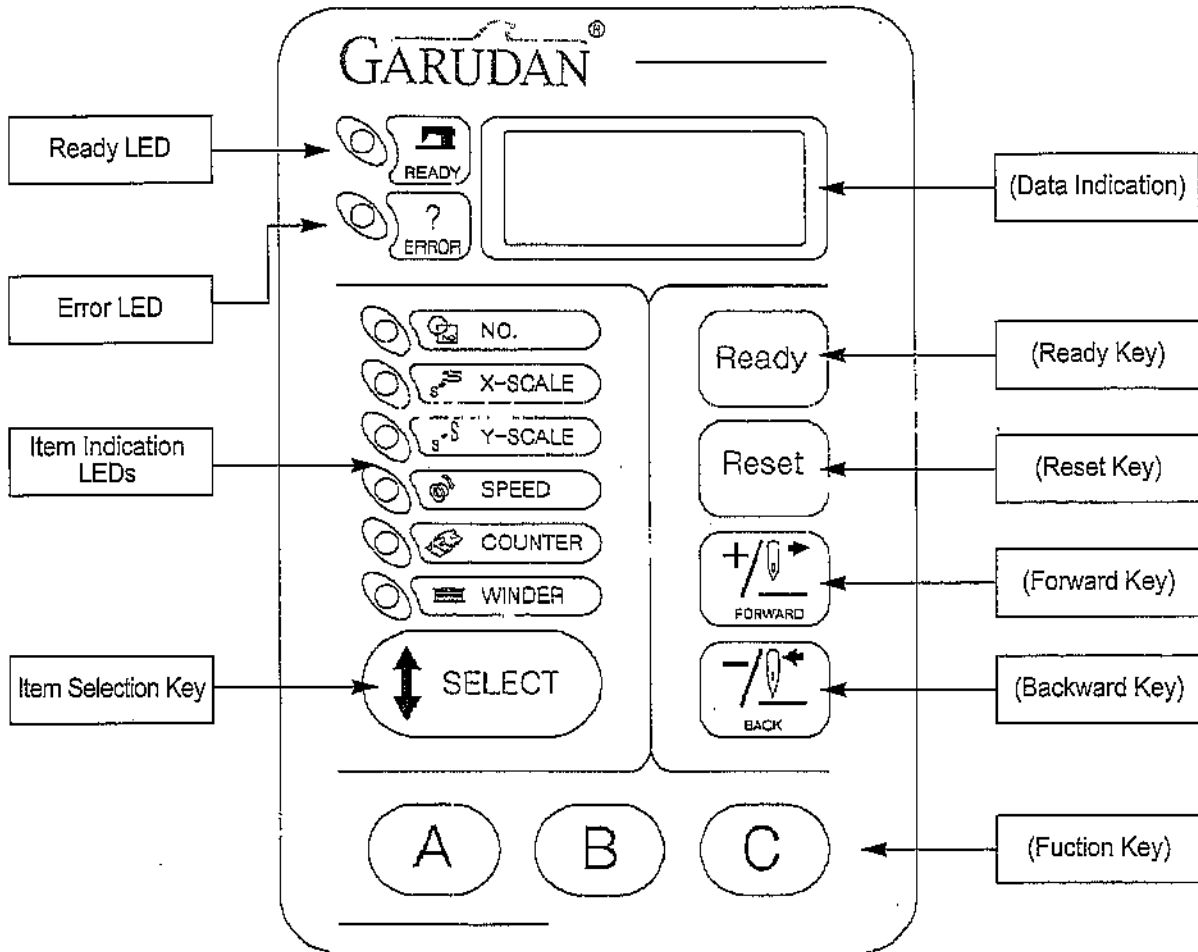 GARUDAN®
Ready LED
READY
(Data Indication)
?
ERROR
Error LED
NO.
Ready
(Ready Key)
X-SCALE
Y-SCALE
Item Indication
LEDs
Reset
(Reset Key)
SPEED
COUNTER
+/
FORWARD
(Forward Key)
WINDER
Item Selection Key
SELECT
-/
BACK
(Backward Key)
A B C
(Fuction Key)